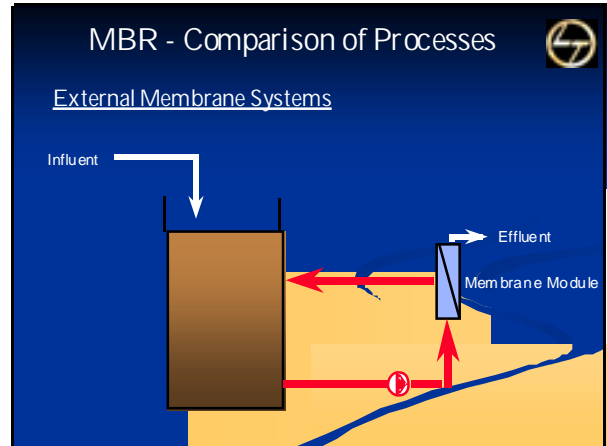 MBR - Comparison of Processes
External Membrane Systems
Influent
Effluent
Membrane Module